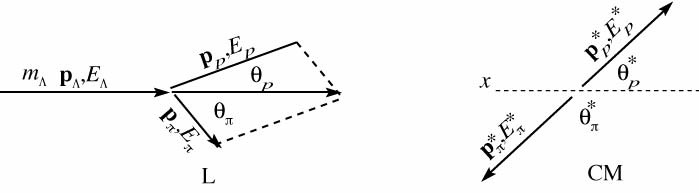 m_Λ  𝐩_Λ,E_Λ
𝐩_p,E_p
θ_p
θ_π
𝐩_π,E_π
L
𝐩*_p,E*_p
θ*_p
x
θ*_π
𝐩*_π,E*_π
CM